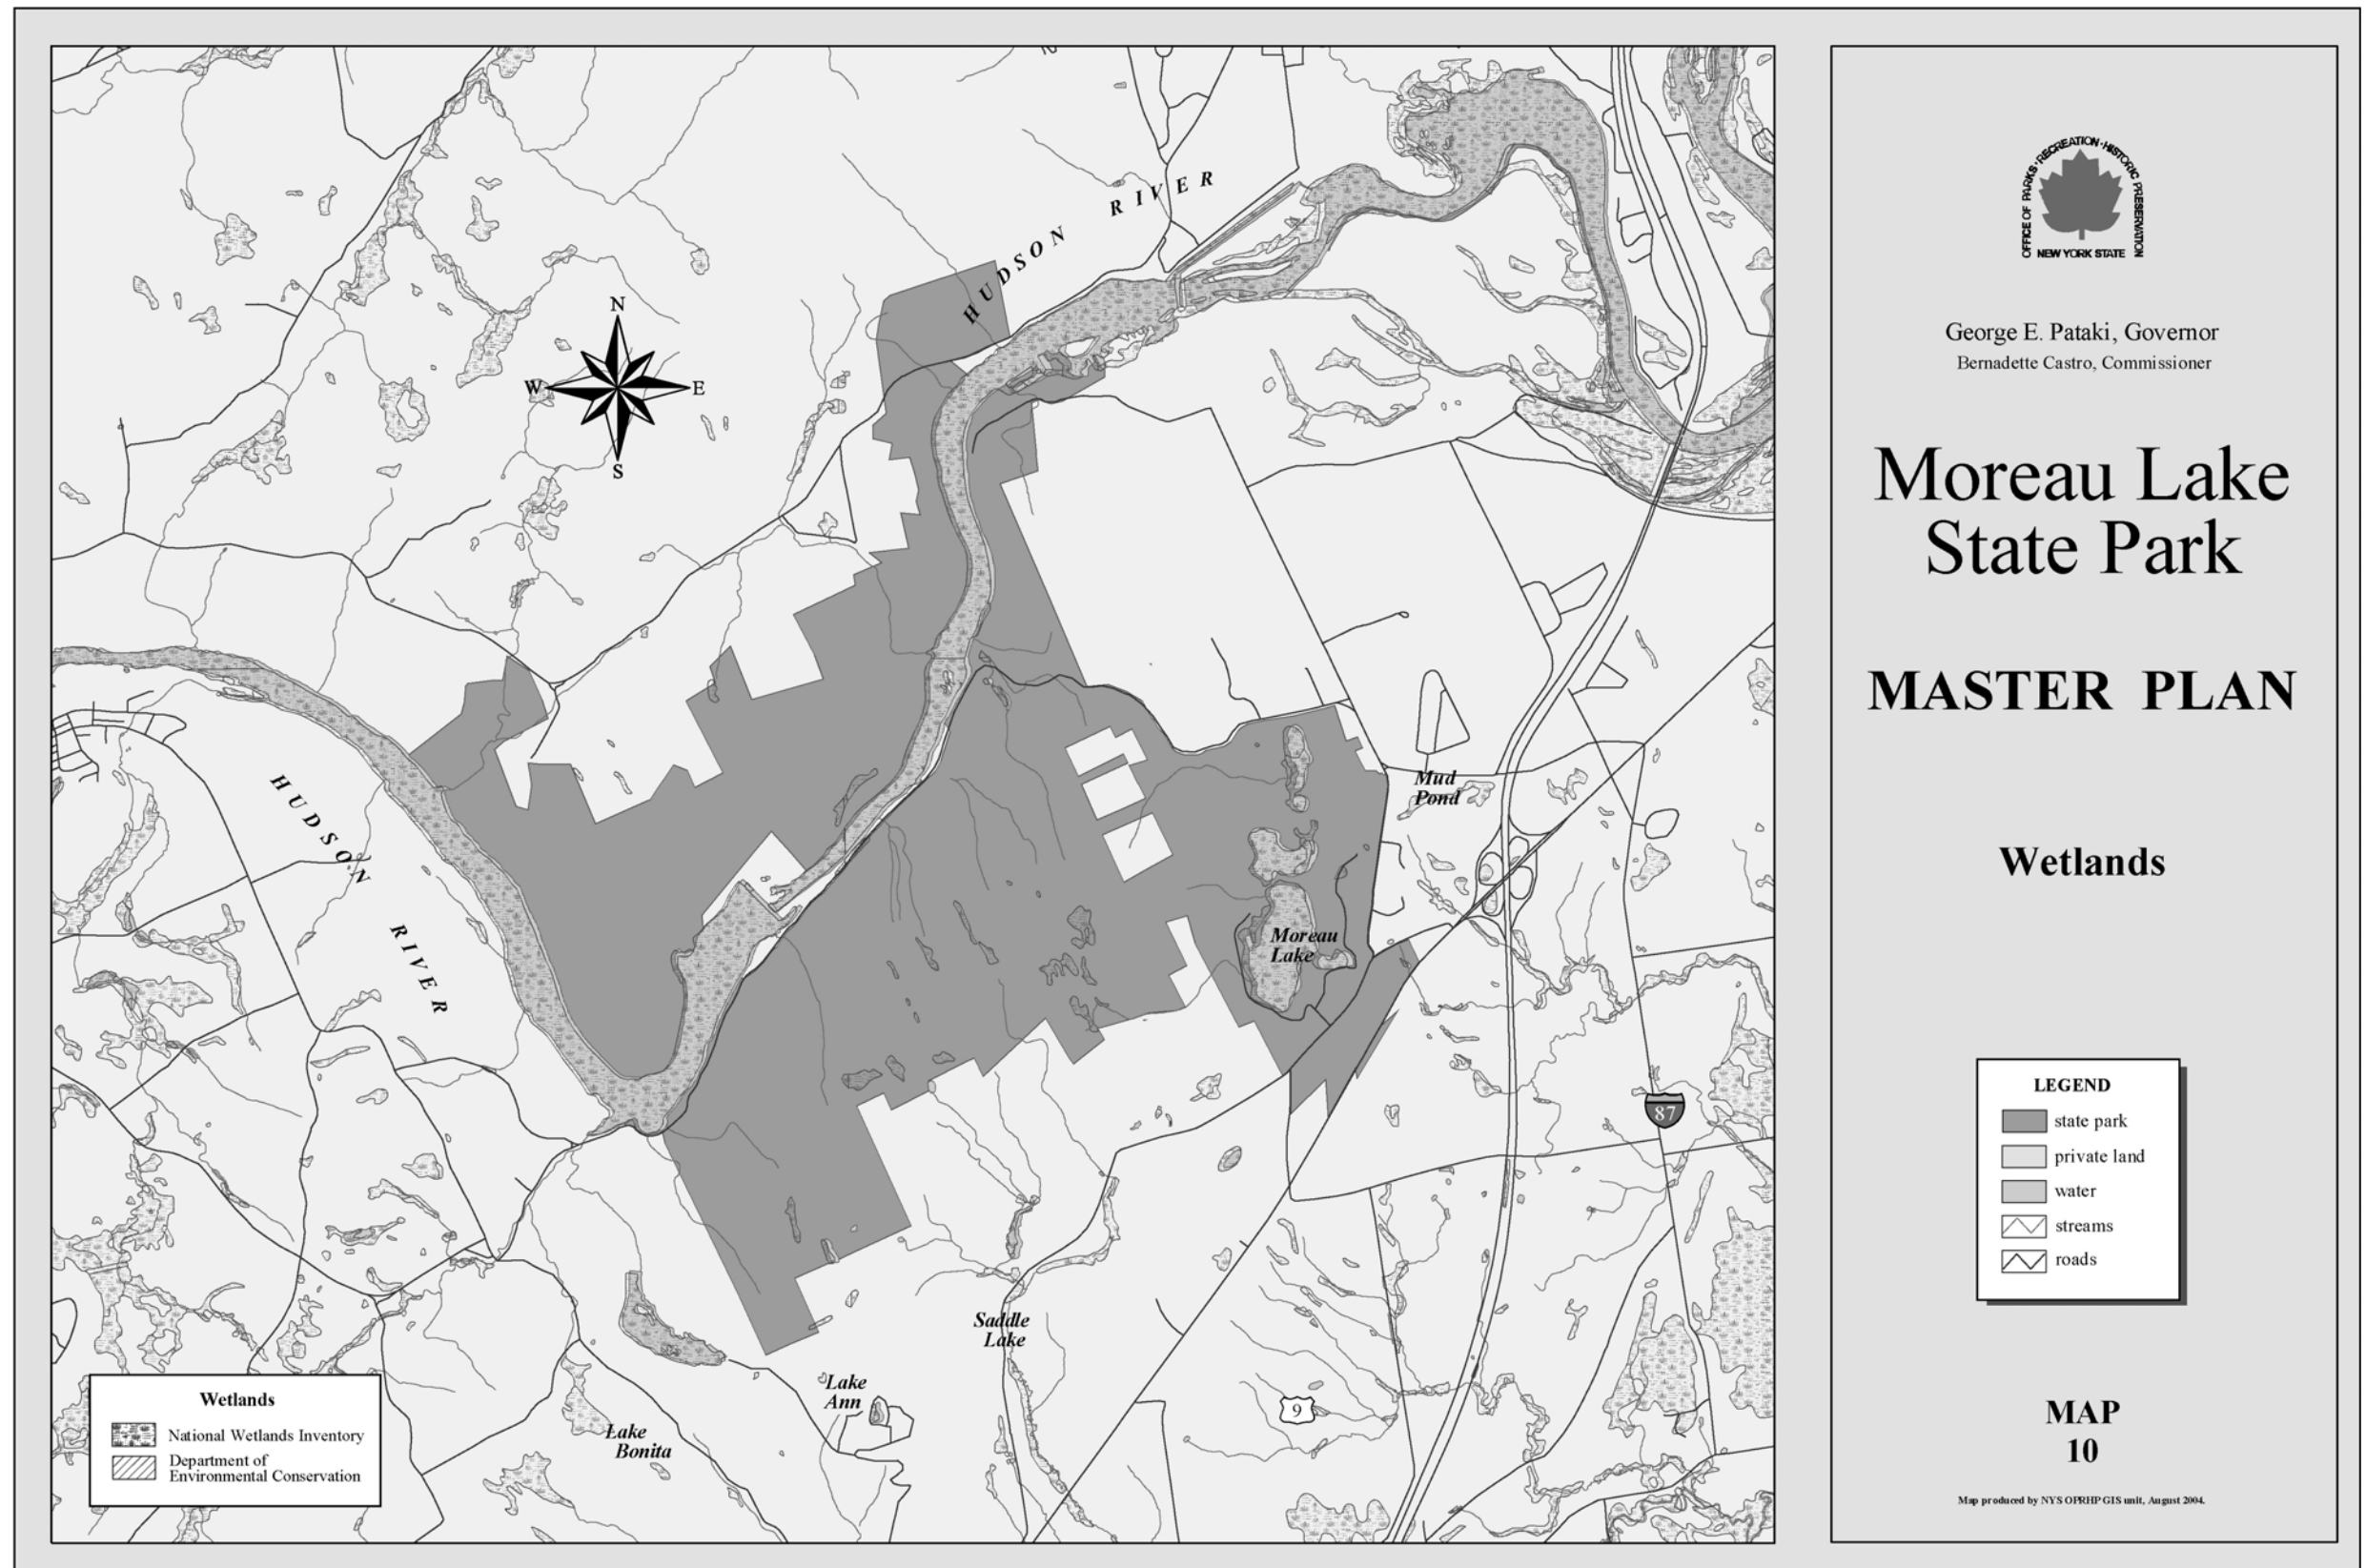 HUDSON RIVER
N
W
E
S
HUDSON RIVER
Mud
Pond
Moreau
Lake
87
Saddle
Lake
Lake
Ann
Lake
Bonita
9
Wetlands
National Wetlands Inventory
Department of
Environmental Conservation
OFFICE OF PARKS · RECREATION · HISTORIC PRESERVATION
NEW YORK STATE
George E. Pataki, Governor
Bernadette Castro, Commissioner
Moreau Lake
State Park
MASTER PLAN
Wetlands
LEGEND
state park
private land
water
streams
roads
MAP
10
Map produced by NYS OPRHP GIS unit, August 2004.